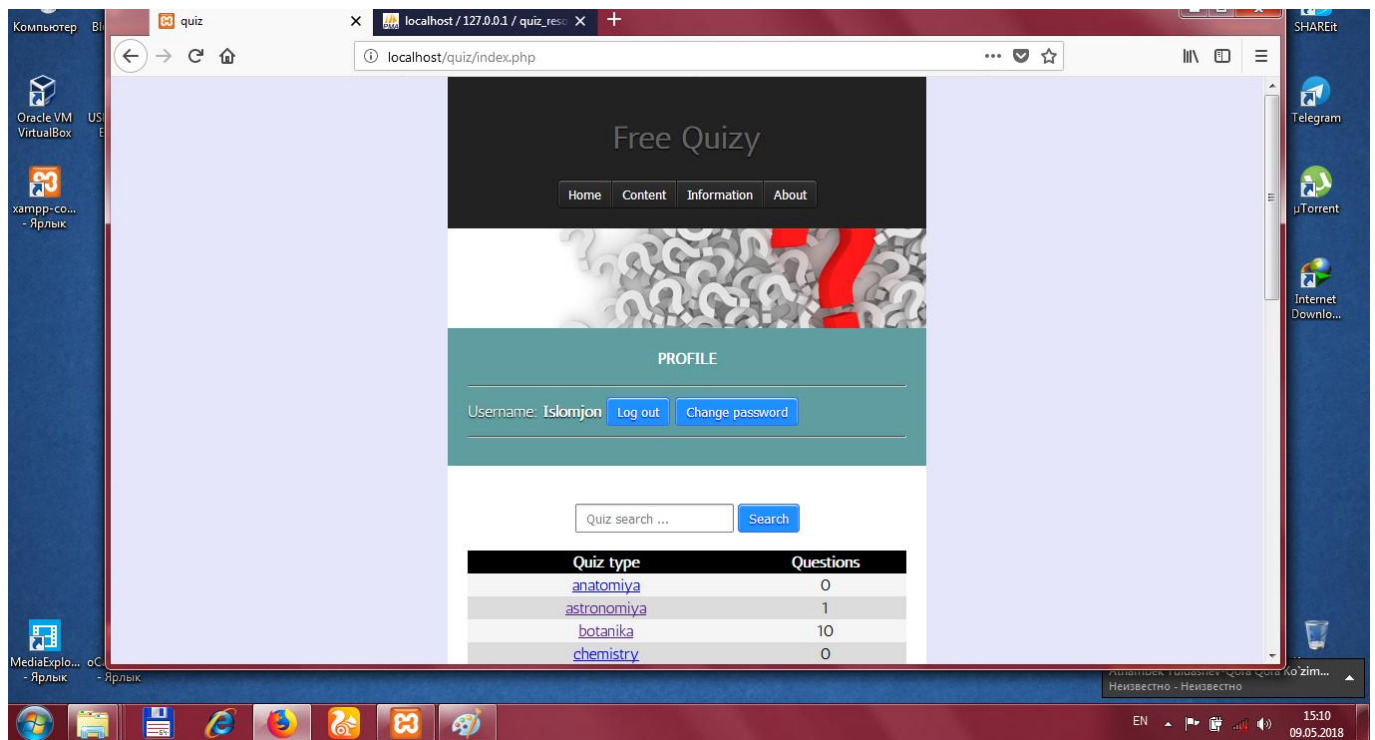 quiz
localhost / 127.0.0.1 / quiz_reso
localhost/quiz/index.php
Free Quizy
Home Content Information About
PROFILE
Username: Islomjon Log out Change password
Quiz search ...
Search
Quiz type Questions
anatomiya 0
astronomiya 1
botanika 10
chemistry 0
Компьютер
Oracle VM
VirtualBox
xampp-co...
- Ярлык
MediaExplo...
- Ярлык
- Ярлык
SHAREit
Telegram
µTorrent
Internet
Downlo...
Неизвестно - Неизвестно
EN
15:10
09.05.2018